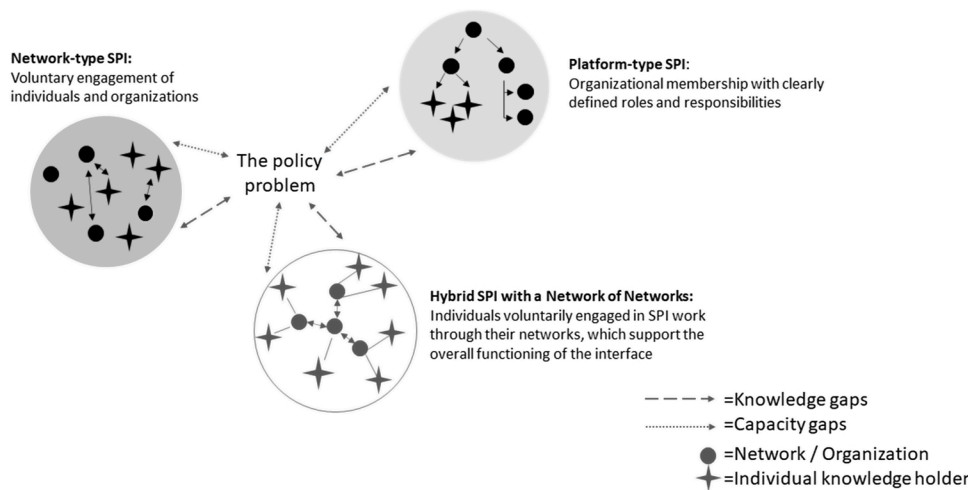 Network-type SPI:
Voluntary engagement of
individuals and organizations
Platform-type SPI:
Organizational membership with clearly
defined roles and responsibilities
The policy
problem
Hybrid SPI with a Network of Networks:
Individuals voluntarily engaged in SPI work
through their networks, which support the
overall functioning of the interface
=Knowledge gaps
=Capacity gaps
=Network / Organization
=Individual knowledge holder